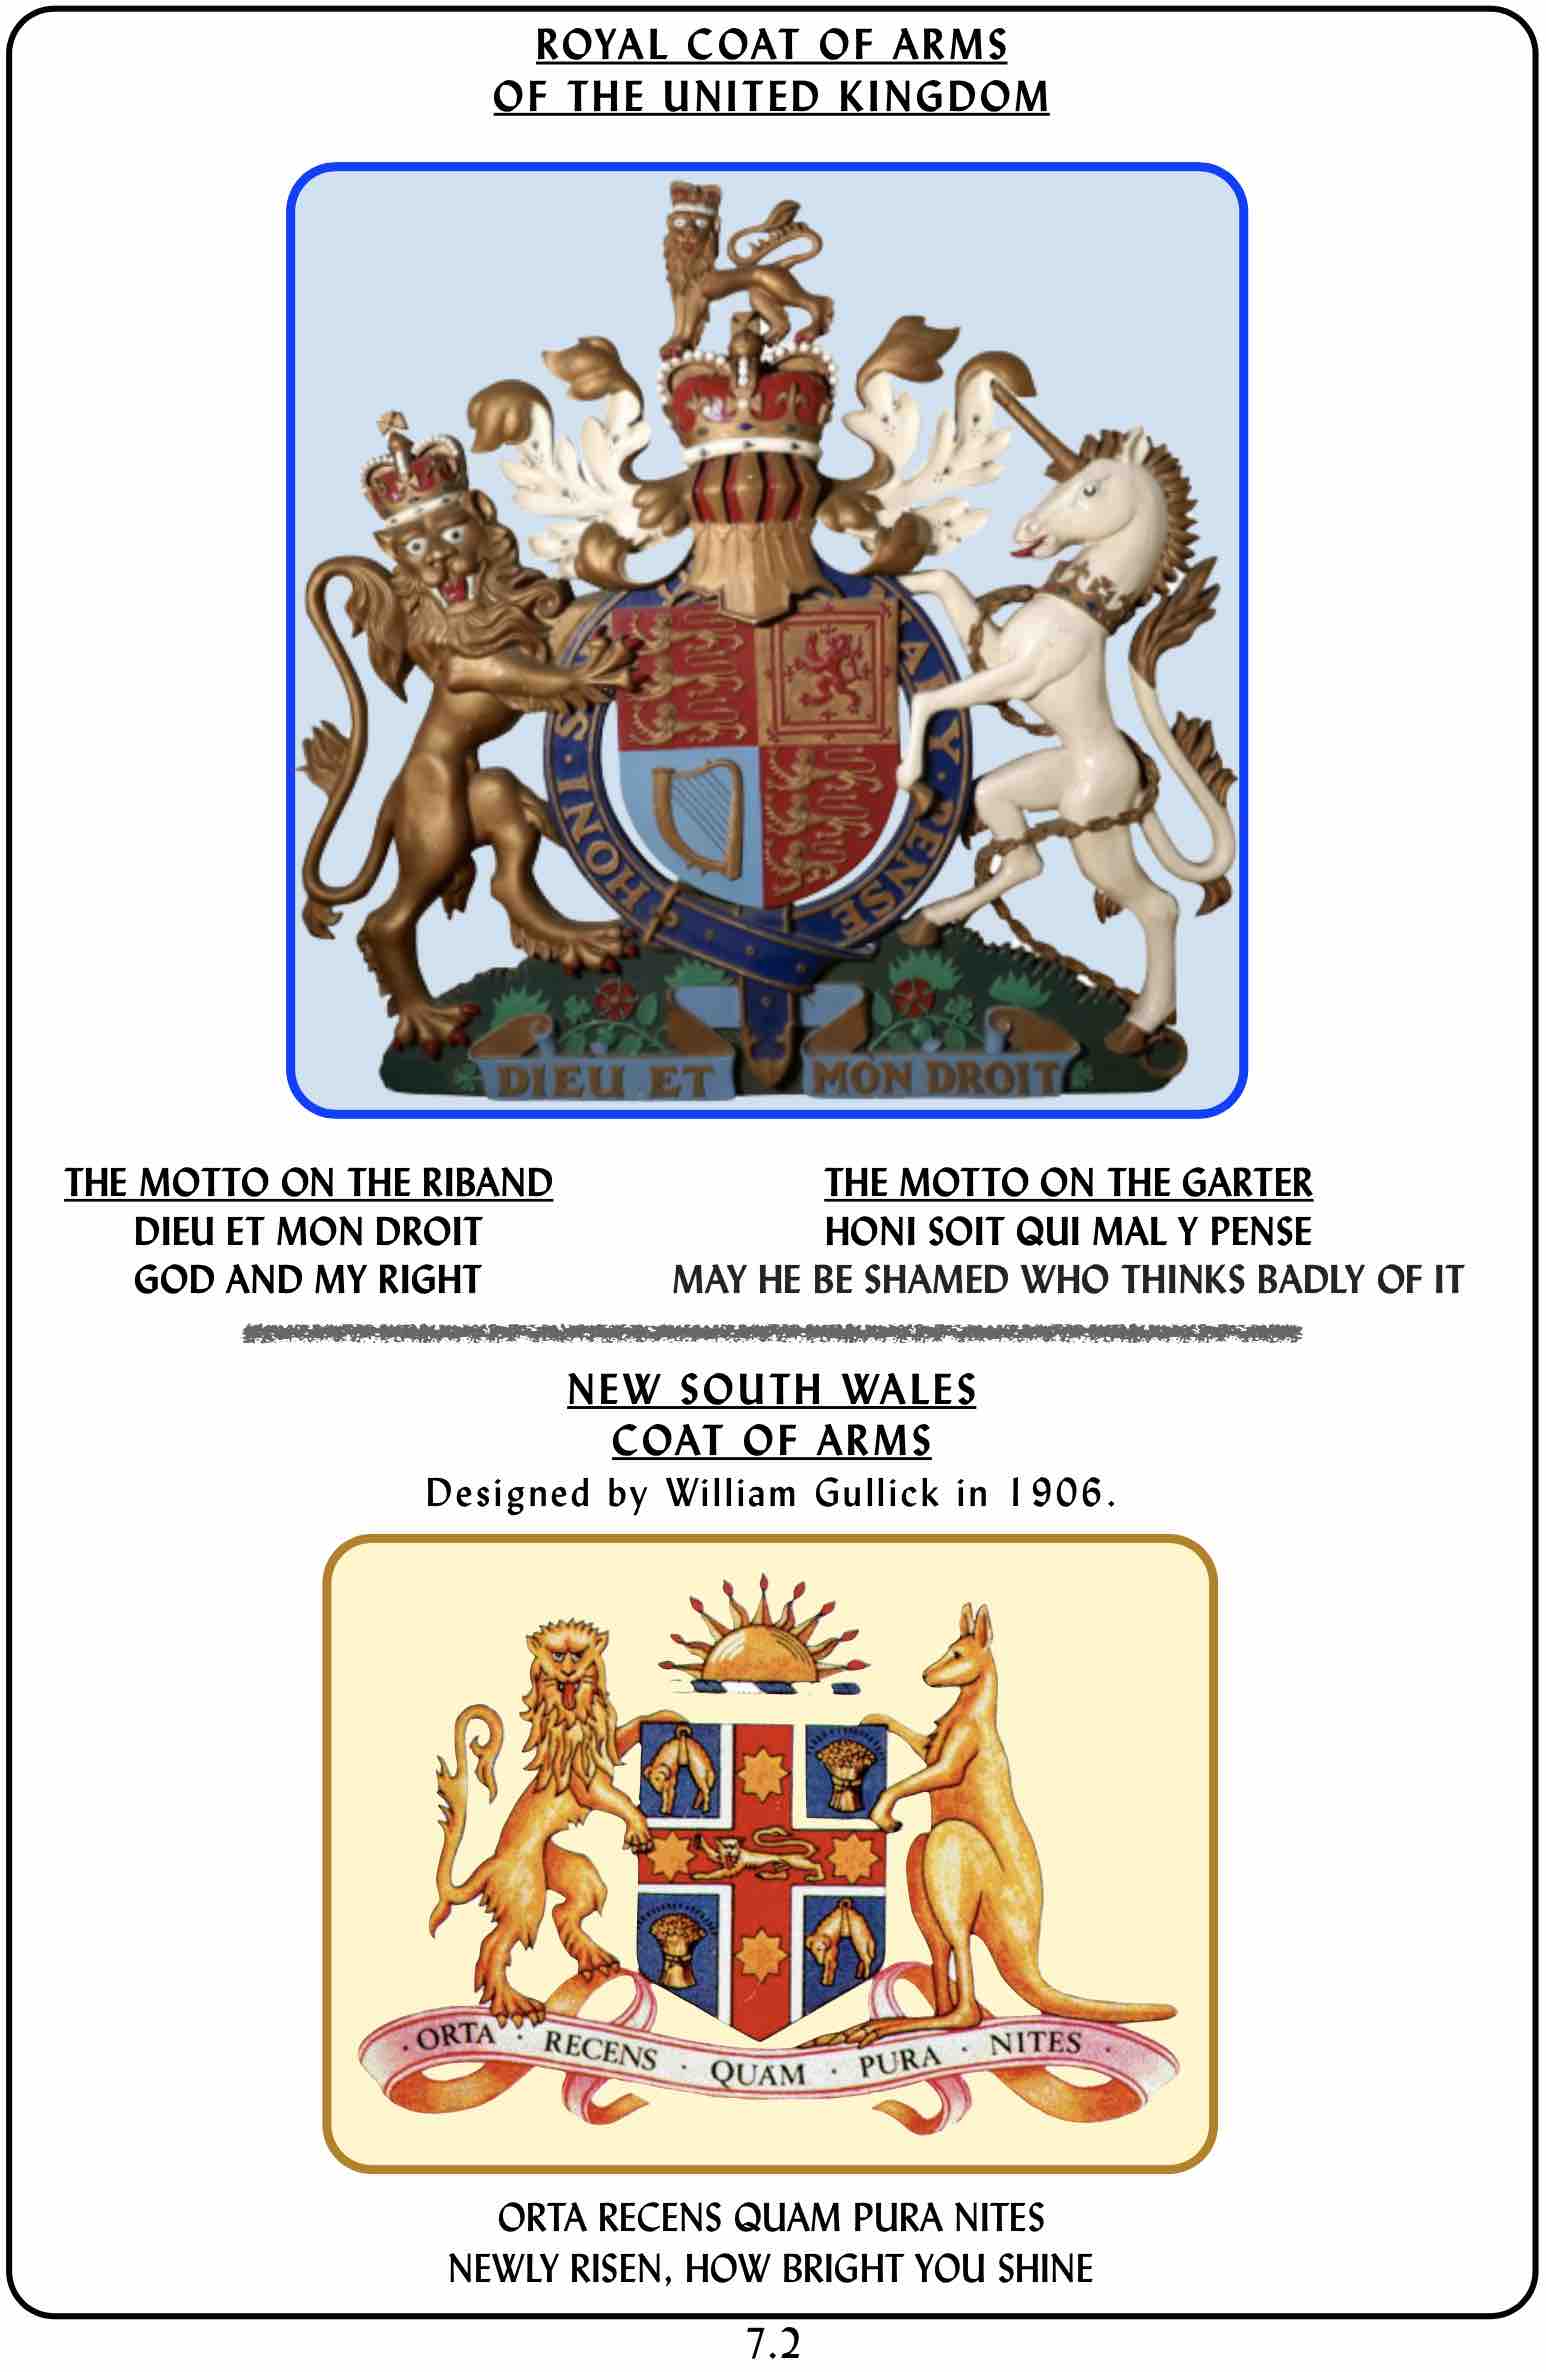 ROYAL COAT OF ARMS
OF THE UNITED KINGDOM
HONI S
MAL Y PENSE
DIEU ET MON DROIT
THE MOTTO ON THE RIBAND
DIEU ET MON DROIT
GOD AND MY RIGHT
THE MOTTO ON THE GARTER
HONI SOIT QUI MAL Y PENSE
MAY HE BE SHAMED WHO THINKS BADLY OF IT
NEW SOUTH WALES
COAT OF ARMS
Designed by William Gullick in 1906.
· ORTA · RECENS · QUAM · PURA · NITES ·
ORTA RECENS QUAM PURA NITES
NEWLY RISEN, HOW BRIGHT YOU SHINE
7.2